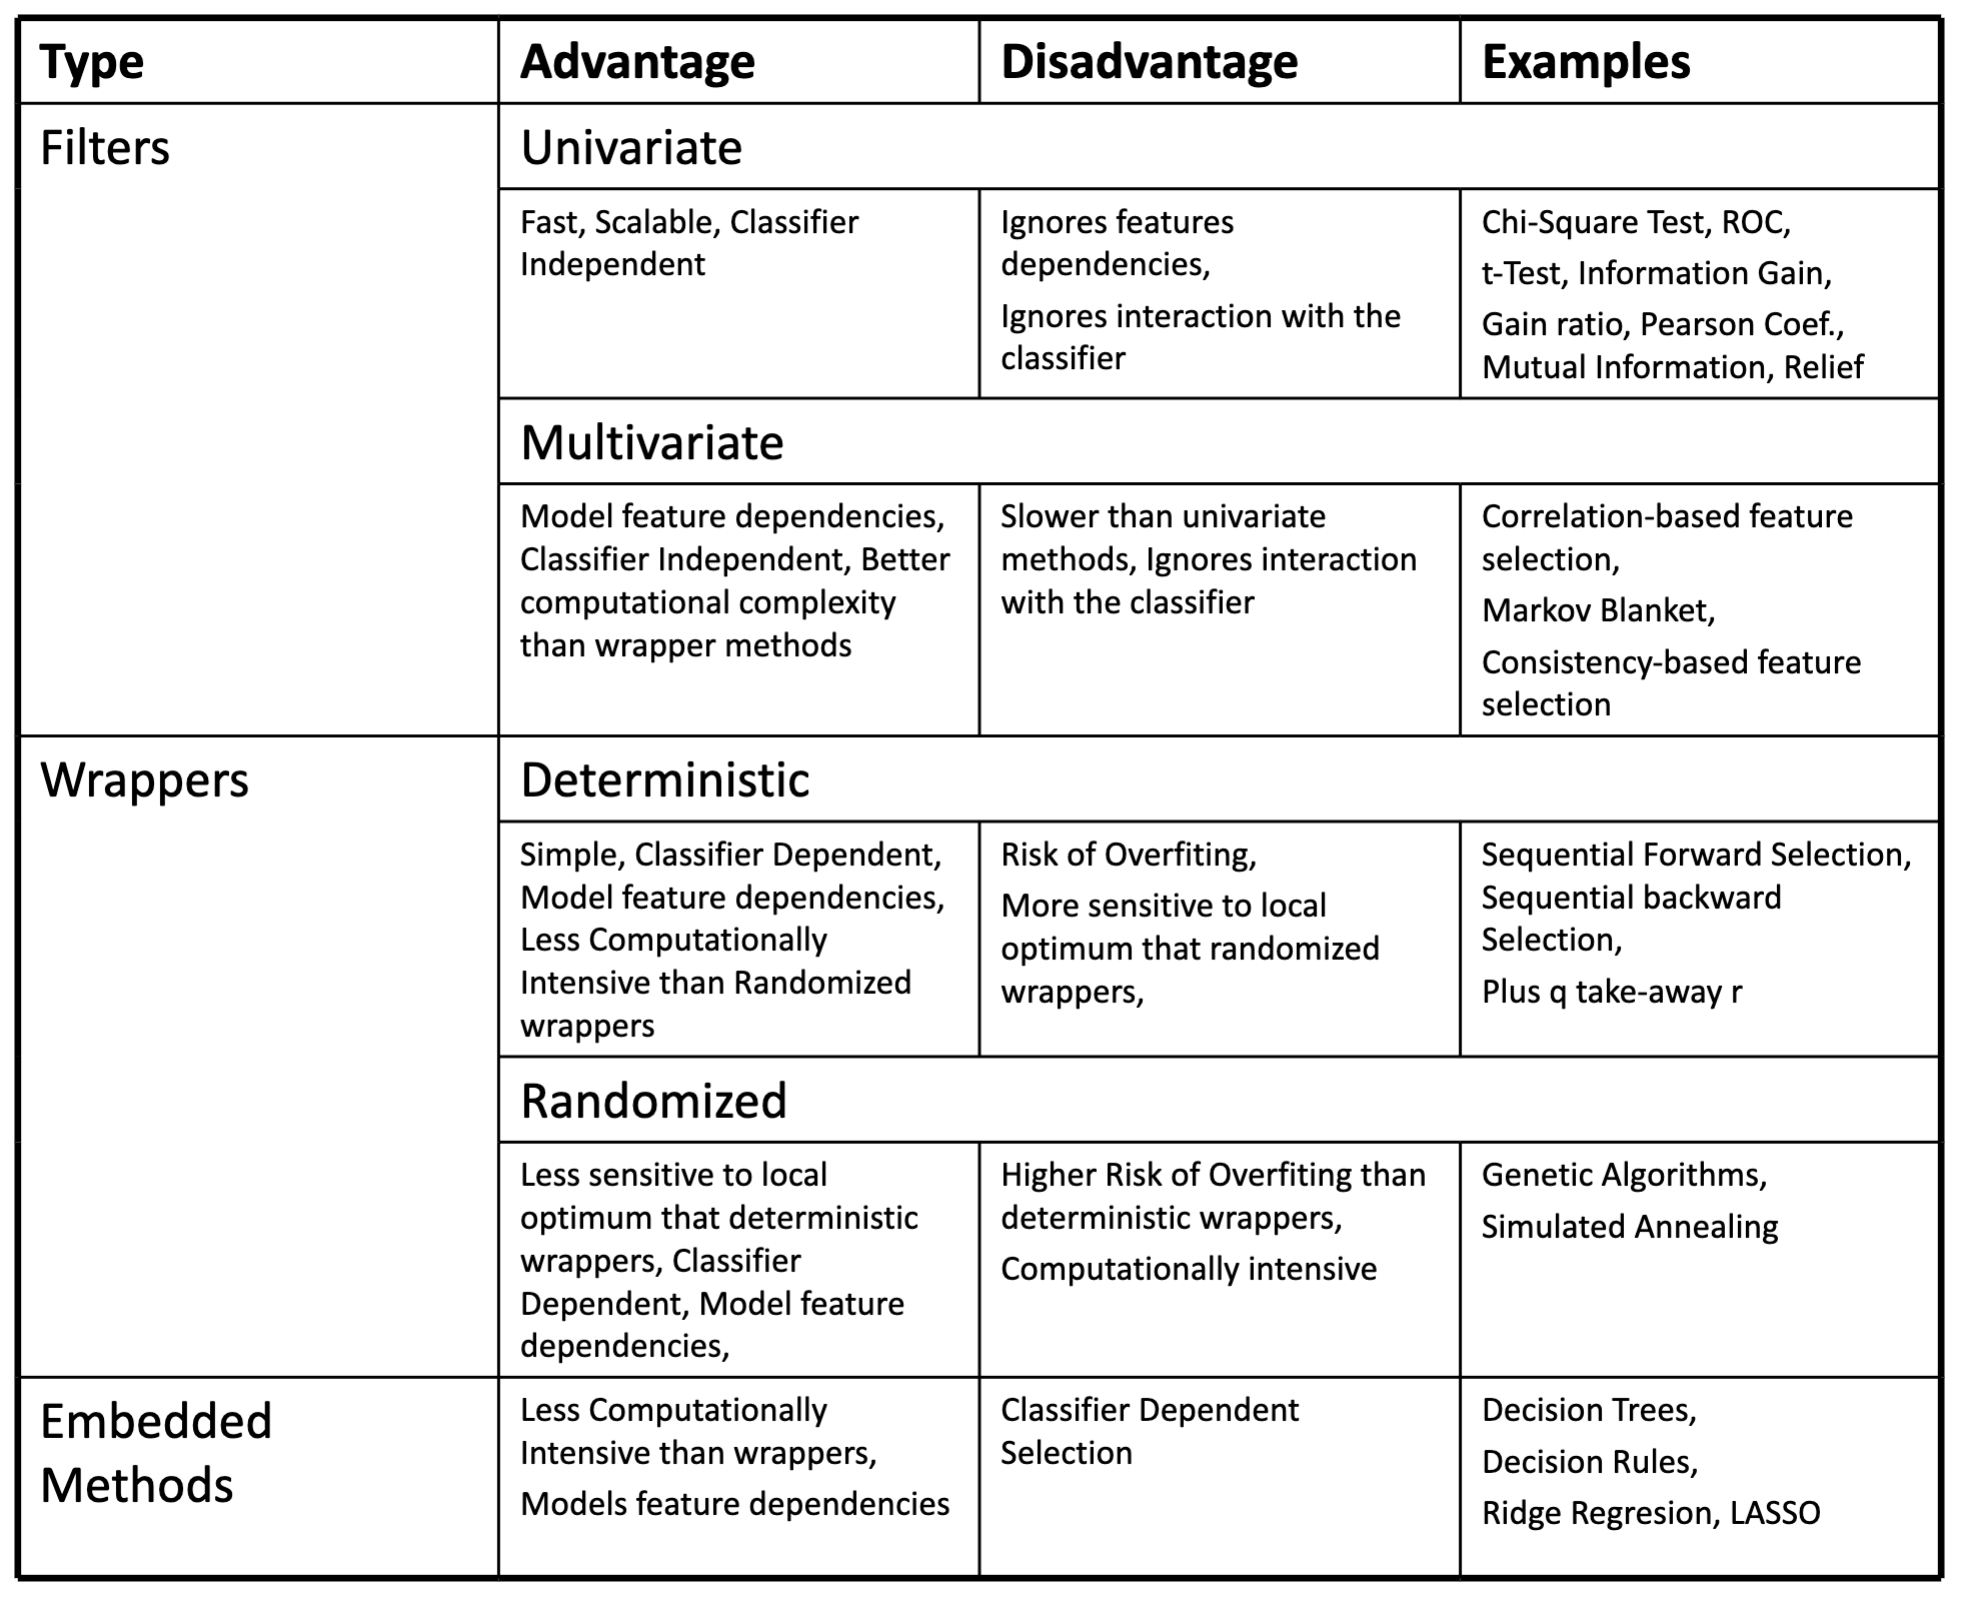 Type
Advantage
Disadvantage
Examples
Filters
Univariate
Fast, Scalable, Classifier
Independent
Ignores features
dependencies,
Ignores interaction with the
classifier
Chi-Square Test, ROC,
t-Test, Information Gain,
Gain ratio, Pearson Coef.,
Mutual Information, Relief
Multivariate
Model feature dependencies,
Classifier Independent, Better
computational complexity
than wrapper methods
Slower than univariate
methods, Ignores interaction
with the classifier
Correlation-based feature
selection,
Markov Blanket,
Consistency-based feature
selection
Wrappers
Deterministic
Simple, Classifier Dependent,
Model feature dependencies,
Less Computationally
Intensive than Randomized
wrappers
Risk of Overfiting,
More sensitive to local
optimum that randomized
wrappers,
Sequential Forward Selection,
Sequential backward
Selection,
Plus q take-away r
Randomized
Less sensitive to local
optimum that deterministic
wrappers, Classifier
Dependent, Model feature
dependencies,
Higher Risk of Overfiting than
deterministic wrappers,
Computationally intensive
Genetic Algorithms,
Simulated Annealing
Embedded
Methods
Less Computationally
Intensive than wrappers,
Models feature dependencies
Classifier Dependent
Selection
Decision Trees,
Decision Rules,
Ridge Regresion, LASSO